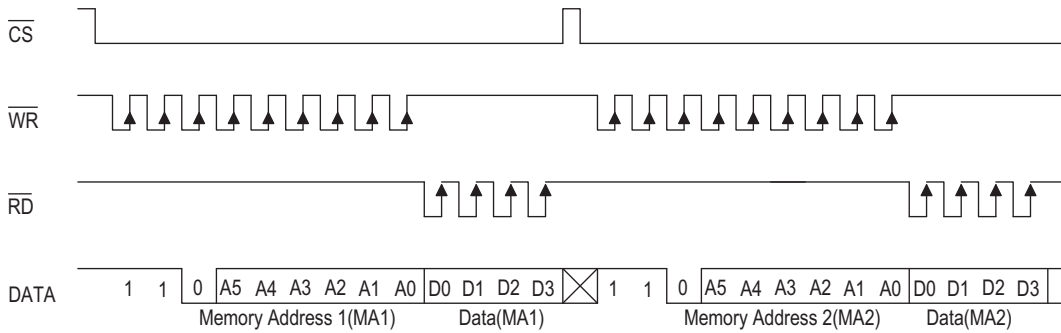 CS
WR
RD
DATA 1 1 0 A5 A4 A3 A2 A1 A0 D0 D1 D2 D3 1 1 0 A5 A4 A3 A2 A1 A0 D0 D1 D2 D3
Memory Address 1(MA1) Data(MA1) Memory Address 2(MA2) Data(MA2)